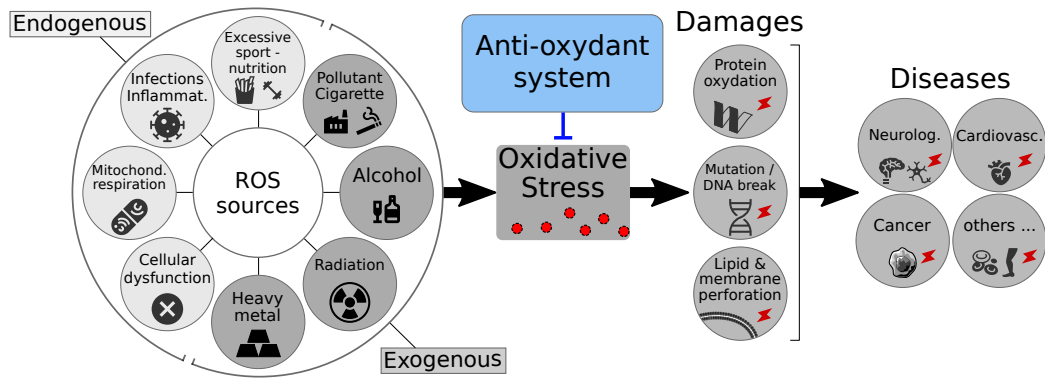 Endogenous
Excessive
sport -
nutrition
Infections
Inflammat.
Pollutant
Cigarette
Mitochond.
respiration
ROS
sources
Alcohol
Cellular
dysfunction
Radiation
Heavy
metal
Exogenous
Anti-oxydant
system
Oxidative
Stress
Damages
Protein
oxydation
Mutation /
DNA break
Lipid &
membrane
perforation
Diseases
Neurolog.
Cardiovasc.
Cancer
others ...